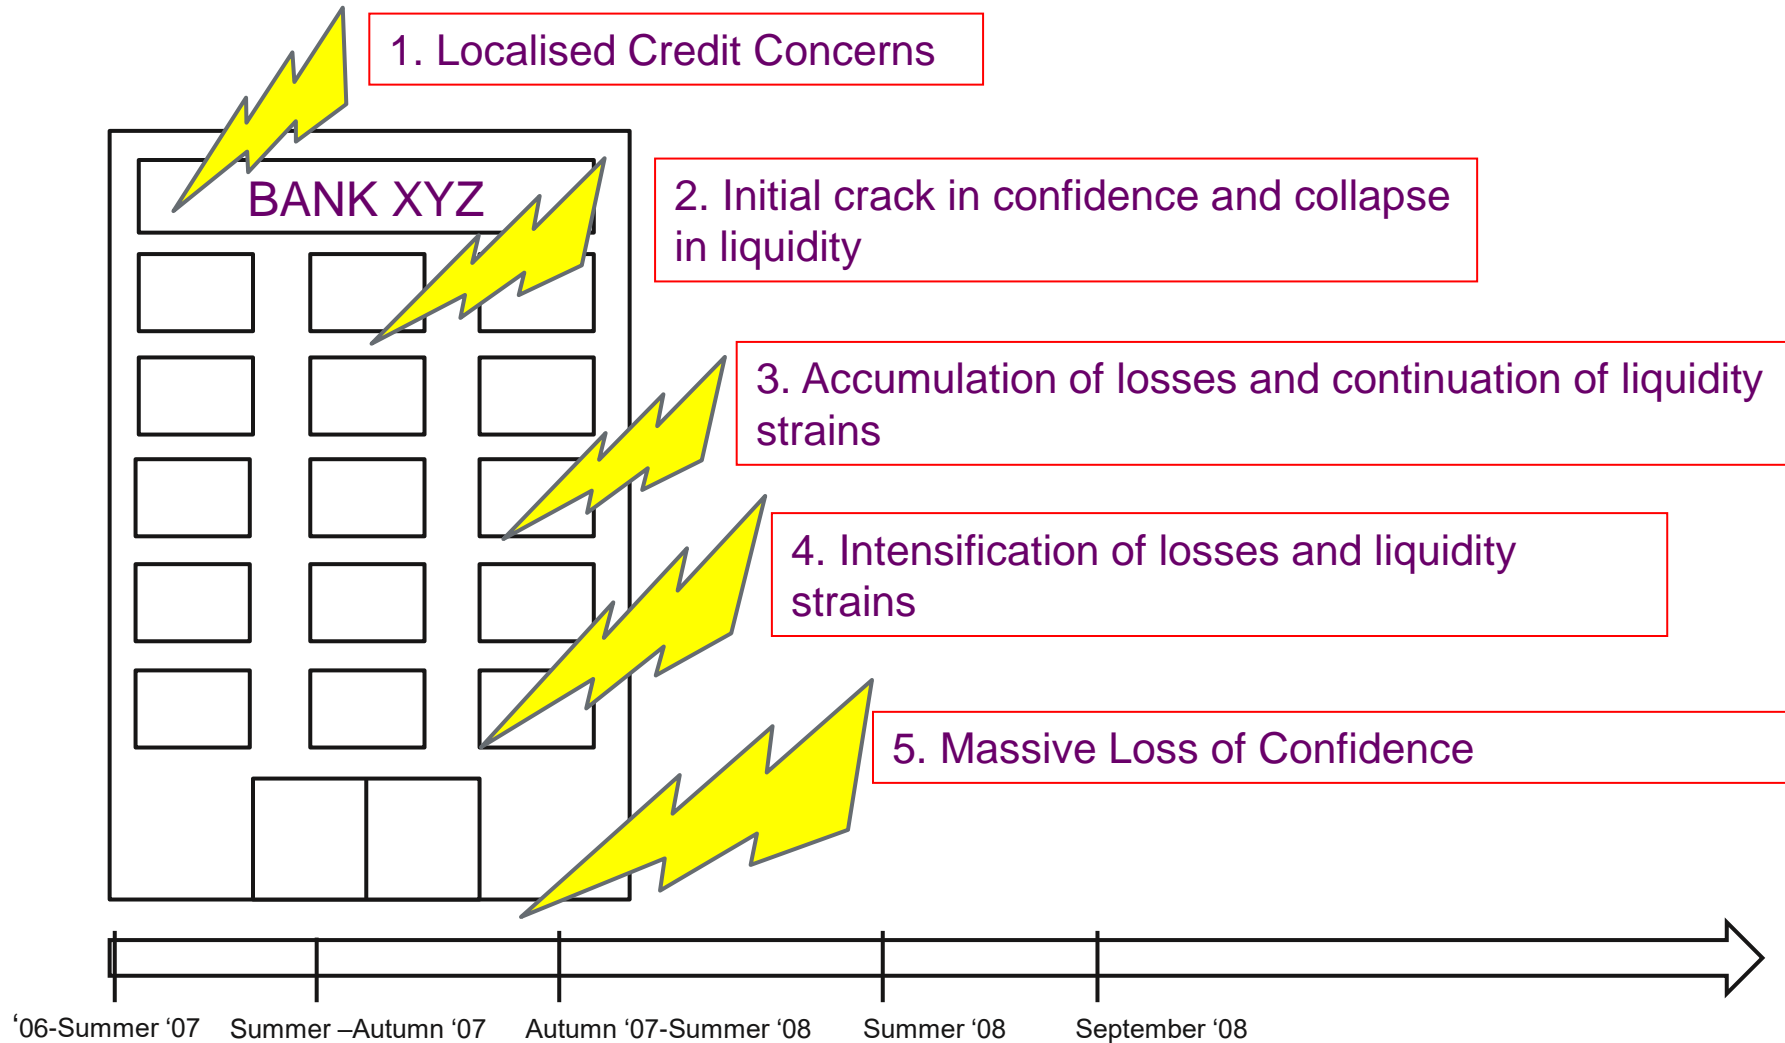 1. Localised Credit Concerns
BANK XYZ
2. Initial crack in confidence and collapse
in liquidity
3. Accumulation of losses and continuation of liquidity
strains
4. Intensification of losses and liquidity
strains
5. Massive Loss of Confidence
‘06-Summer ‘07
Summer –Autumn ‘07
Autumn ‘07-Summer ‘08
Summer ‘08
September ‘08